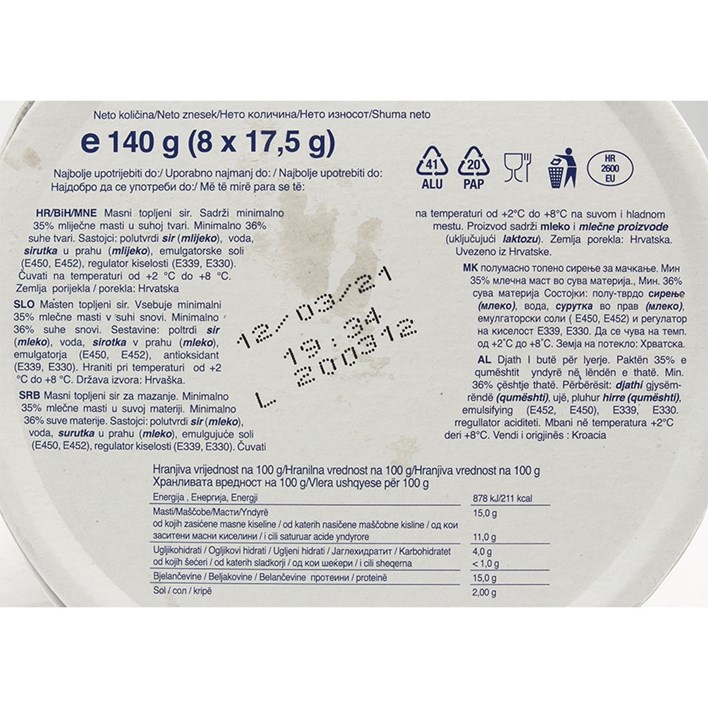 Neto količina/Neto znesek/Нето количина/Нето износот/Shuma neto
e 140 g (8 x 17,5 g)
Najbolje upotrijebiti do:/ Uporabno najmanj do:/ Najbolje upotrebiti do:
Најдобро да се употреби до:/ Më të mirë para se të:
41
ALU
20
PAP
HR
2600
EU
HR/BiH/MNE Masni topljeni sir. Sadrži minimalno
35% mliječne masti u suhoj tvari. Minimalno 36%
suhe tvari. Sastojci: polutvrdi sir (mlijeko), voda,
sirutka u prahu (mlijeko), emulgatorske soli
(E450, E452), regulator kiselosti (E339, E330).
Čuvati na temperaturi od +2 °C do +8 °C.
Zemlja porijekla / porekla: Hrvatska
SLO Masten topljeni sir. Vsebuje minimalni
35% mlečne masti v suhi snovi. Minimalno
36% suhe snovi. Sestavine: poltrdi sir
(mleko), voda, sirotka v prahu (mleko),
emulgatorja (E450, E452), antioksidant
(E339, E330). Hraniti pri temperaturi od +2
°C do +8 °C. Država izvora: Hrvaška.
SRB Masni topljeni sir za mazanje. Minimalno
35% mlečne masti u suvoj materiji. Minimalno
36% suve materije. Sastojci: polutvrdi sir (mleko),
voda, surutka u prahu (mleko), emulgujuće soli
(E450, E452), regulator kiselosti (E339, E330). Čuvati
12/03/21
19:34
L 200312
na temperaturi od +2°C do +8°C na suvom i hladnom
mestu. Proizvod sadrži mleko i mlečne proizvode
(uključujući laktozu). Zemlja porekla: Hrvatska.
Uvezeno iz Hrvatske.
МК полумасно топено сирење за мачкање. Мин
35% млечна маст во сува материја., Мин. 36%
сува материја Состојки: полу-тврдо сирење
(млеко), вода, сурутка во прав (млеко),
емулгаторски соли ( Е450, Е452) и регулатор
на киселост Е339, Е330. Да се чува на темп.
од +2˚C до +8˚C. Земја на потекло: Хрватска.
AL Djath I butë për lyerje. Paktën 35% e
qumështit yndyrë në lëndën e thatë. Min.
36% çështje thatë. Përbërësit: djathi gjysëm-
rëndë (qumështi), ujë, pluhur hirre (qumështi),
emulsifying (E452, E450), E339, E330.
rregullator aciditeti. Mbani në temperatura +2°C
deri +8°C. Vendi i origjinës : Kroacia
Hranjiva vrijednost na 100 g/Hranilna vrednost na 100 g/Hranjiva vrednost na 100 g
Хранливата вредност на 100 g/Vlera ushqyese për 100 g
Energija , Енергија, Energji 878 kJ/211 kcal
Masti/Maščobe/Масти/Yndyrë 15,0 g
od kojih zasićene masne kiseline / od katerih nasičene maščobne kisline / од кои
заситени масни киселини / i cili saturuar acide yndyrore 11,0 g
Ugljikohidrati / Ogljikovi hidrati / Ugljeni hidrati / Јаглехидратит / Karbohidratet 4,0 g
od kojih šećeri / od katerih sladkorji / од кои шеќери / i cili sheqerna < 1,0 g
Bjelančevine / Beljakovine / Belančevine протеини / proteinë 15,0 g
Sol / сол / kripë 2,00 g